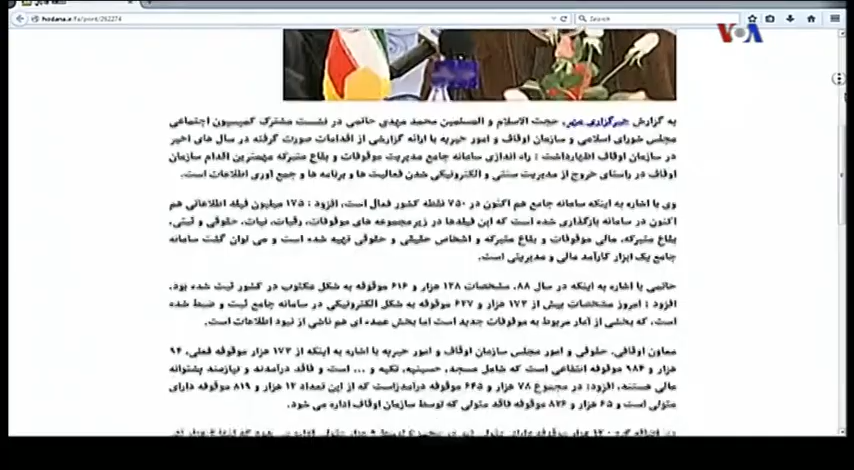 Search
VOA
به گزارش خبرگزاری مهر، حجت الاسلام و المسلمین محمد مهدی حاتمی در نشست مشترک کمیسیون اجتماعی
مجلس شورای اسلامی و سازمان اوقاف و امور خیریه با ارائه گزارشی از اقدامات صورت گرفته در سال های اخیر
در سازمان اوقاف اظهارداشت : راه اندازی سامانه جامع مدیریت موقوفات و بقاع متبرکه مهمترین اقدام سازمان
اوقاف در راستای خروج از مدیریت سنتی و الکترونیکی شدن فعالیت ها و برنامه ها و جمع آوری اطلاعات است.
وی با اشاره به اینکه سامانه جامع هم اکنون در ۷۵۰ نقطه کشور فعال است، افزود : ۱۷۵ میلیون فیلد اطلاعاتی هم
اکنون در سامانه بارگذاری شده است که این فیلدها در زیرمجموعه های موقوفات، رقبات، نیات، حقوقی و ثبتی،
بقاع متبرکه، مالی موقوفات و بقاع متبرکه و اشخاص حقیقی و حقوقی تهیه شده است و می توان گفت سامانه
جامع یک ابزار کارآمد مالی و مدیریتی است.
حاتمی با اشاره به اینکه در سال ۸۸، مشخصات ۱۲۸ هزار و ۶۱۶ موقوفه به شکل مکتوب در کشور ثبت شده بود،
افزود : امروز مشخصات بیش از ۱۷۳ هزار و ۶۲۷ موقوفه به شکل الکترونیکی در سامانه جامع ثبت و ضبط شده
است، که بخشی از آمار مربوط به موقوفات جدید است اما بخش عمده ای هم ناشی از نبود اطلاعات است.
معاون اوقافی، حقوقی و امور مجلس سازمان اوقاف و امور خیریه با اشاره به اینکه از ۱۷۳ هزار موقوفه فعلی، ۹۴
هزار و ۹۸۴ موقوفه انتفاعی است که شامل مسجد، حسینیه، تکیه و ... است و فاقد درآمدند و نیازمند پشتوانه
مالی هستند، افزود: در مجموع ۷۸ هزار و ۶۴۵ موقوفه درآمدزاست که از این تعداد ۱۲ هزار و ۸۱۹ موقوفه دارای
متولی است و ۶۵ هزار و ۸۲۶ موقوفه فاقد متولی که توسط سازمان اوقاف اداره می شود.